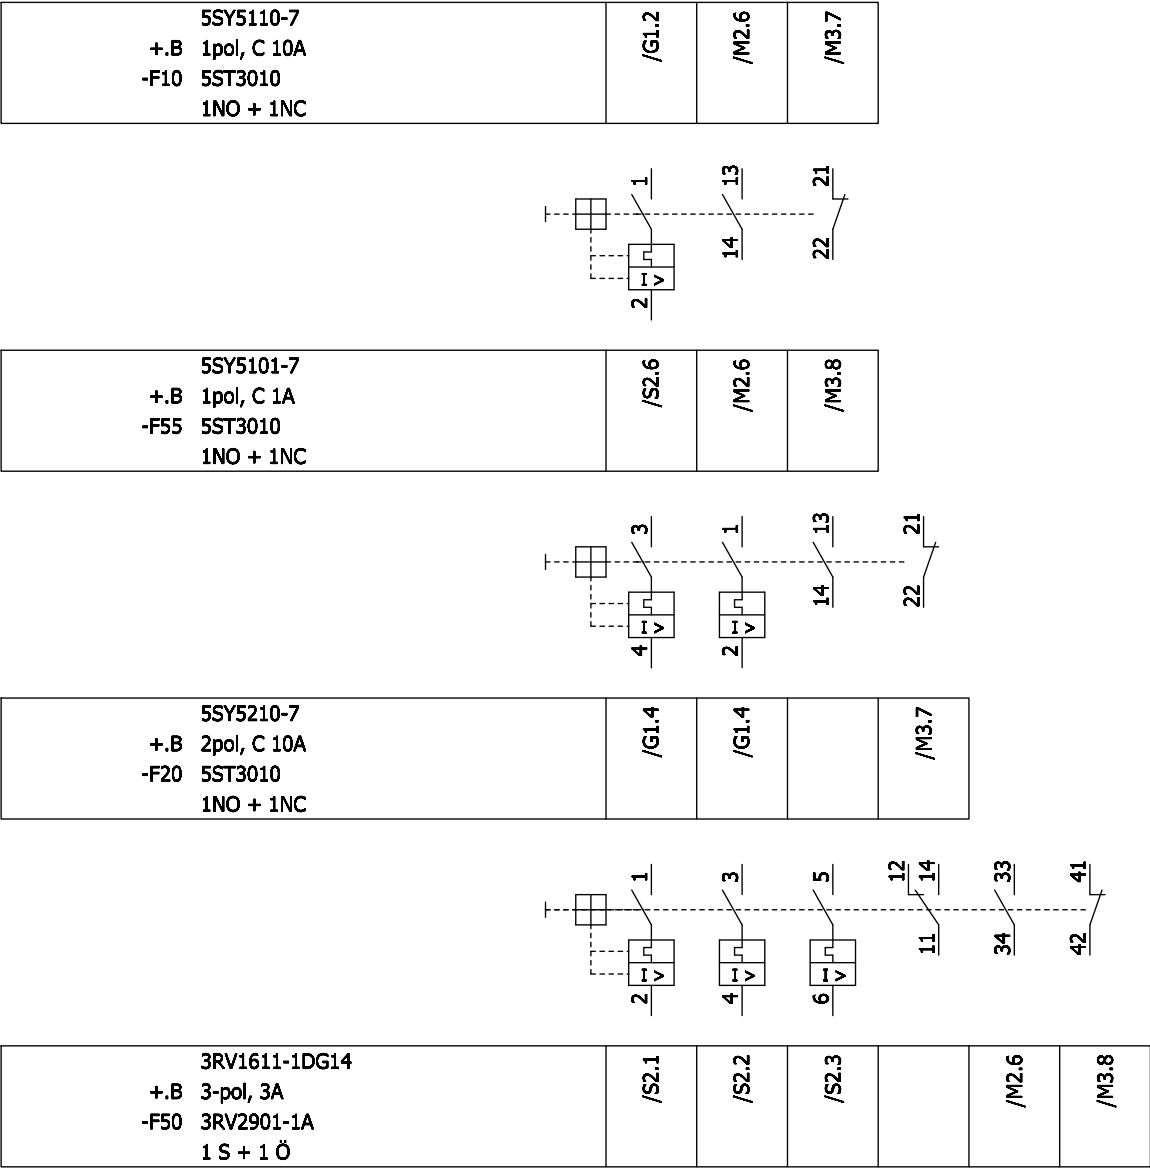 5SY5110-7 /G1.2 /M2.6 /M3.7
+.B 1pol, C 10A
-F10 5ST3010
1NO + 1NC
1 13 21
14 22
I >
2
5SY5101-7 /S2.6 /M2.6 /M3.8
+.B 1pol, C 1A
-F55 5ST3010
1NO + 1NC
3 1 13 21
14 22
I > I >
4 2
5SY5210-7 /G1.4 /G1.4 /M3.7
+.B 2pol, C 10A
-F20 5ST3010
1NO + 1NC
1 3 5 12 14 33 41
11 34 42
I > I > I >
2 4 6
3RV1611-1DG14 /S2.1 /S2.2 /S2.3 /M2.6 /M3.8
+.B 3-pol, 3A
-F50 3RV2901-1A
1 S + 1 Ö